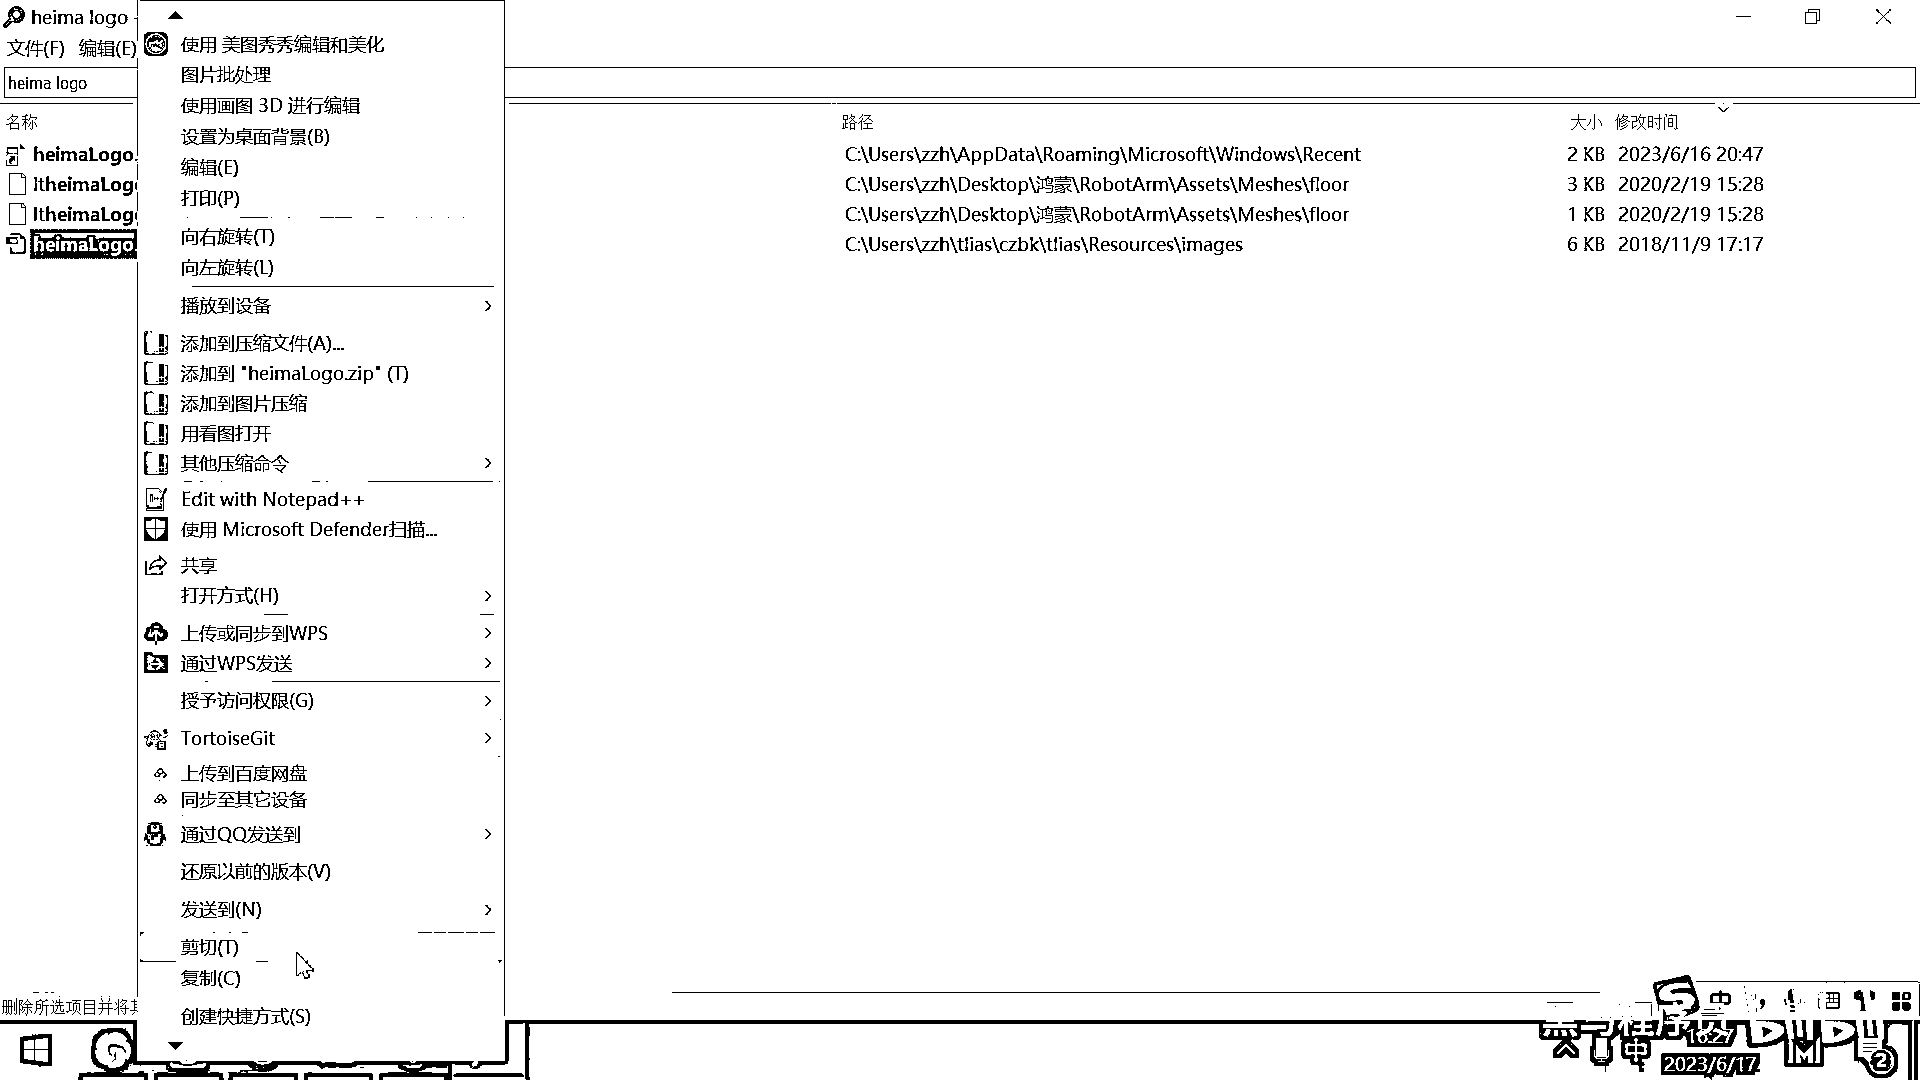 heima logo -
文件(F) 编辑(E)
heima logo
名称 路径 大小 修改时间
heimaLogo. C:\Users\zzh\AppData\Roaming\Microsoft\Windows\Recent 2 KB 2023/6/16 20:47
ItheimaLogo C:\Users\zzh\Desktop\鸿蒙\RobotArm\Assets\Meshes\floor 3 KB 2020/2/19 15:28
ItheimaLogo C:\Users\zzh\Desktop\鸿蒙\RobotArm\Assets\Meshes\floor 1 KB 2020/2/19 15:28
heimaLogo. C:\Users\zzh\tlias\czbk\tlias\Resources\images 6 KB 2018/11/9 17:17
使用 美图秀秀编辑和美化
图片批处理
使用画图 3D 进行编辑
设置为桌面背景(B)
编辑(E)
打印(P)
向右旋转(T)
向左旋转(L)
播放到设备
添加到压缩文件(A)...
添加到 "heimaLogo.zip" (T)
添加到图片压缩
用看图打开
其他压缩命令
Edit with Notepad++
使用 Microsoft Defender扫描...
共享
打开方式(H)
上传或同步到WPS
通过WPS发送
授予访问权限(G)
TortoiseGit
上传到百度网盘
同步至其它设备
通过QQ发送到
还原以前的版本(V)
发送到(N)
剪切(T)
复制(C)
创建快捷方式(S)
删除所选项目并将其
中
黑马程序员
16:27
中
2023/6/17
2